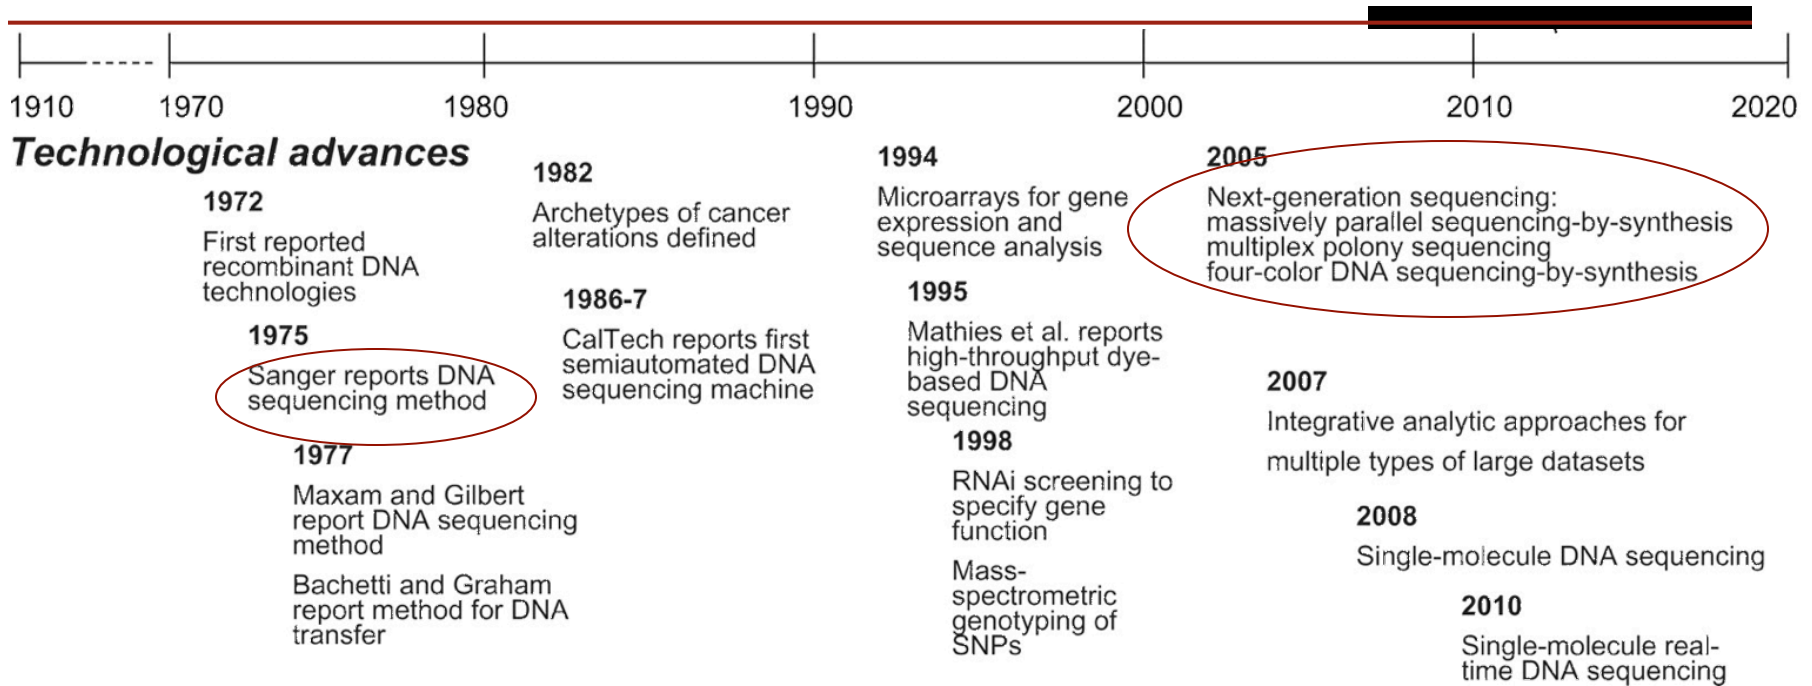 1910 1970 1980 1990 2000 2010 2020
Technological advances
1972
First reported
recombinant DNA
technologies
1975
Sanger reports DNA
sequencing method
1977
Maxam and Gilbert
report DNA sequencing
method
Bachetti and Graham
report method for DNA
transfer
1982
Archetypes of cancer
alterations defined
1986-7
CalTech reports first
semiautomated DNA
sequencing machine
1994
Microarrays for gene
expression and
sequence analysis
1995
Mathies et al. reports
high-throughput dye-
based DNA
sequencing
1998
RNAi screening to
specify gene
function
Mass-
spectrometric
genotyping of
SNPs
2005
Next-generation sequencing:
massively parallel sequencing-by-synthesis
multiplex polony sequencing
four-color DNA sequencing-by-synthesis
2007
Integrative analytic approaches for
multiple types of large datasets
2008
Single-molecule DNA sequencing
2010
Single-molecule real-
time DNA sequencing